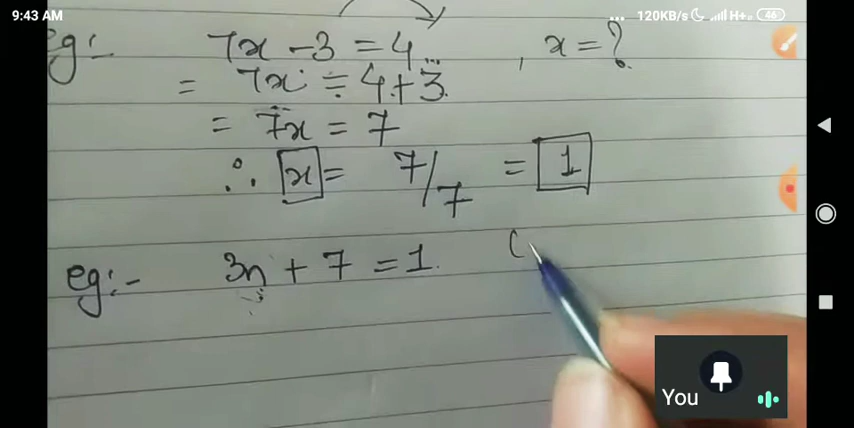 9:43 AM ... 120KB/s H+ 46
eg:- 7x - 3 = 4 , x = ?
= 7x = 4 + 3
= 7x = 7
∴ x = 7/7 = 1
eg:- 3n + 7 = 1. (
You